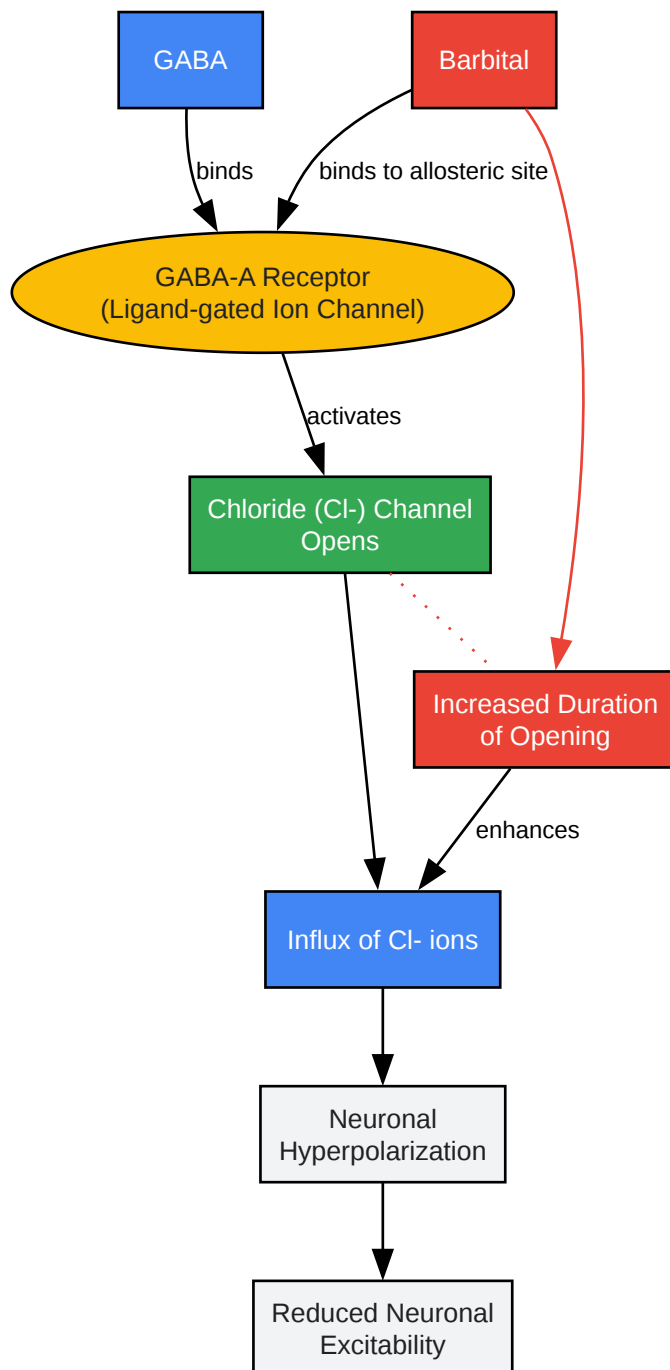 GABA
Barbital
binds
binds to allosteric site
GABA-A Receptor
(Ligand-gated Ion Channel)
activates
Chloride (Cl-) Channel
Opens
Increased Duration
of Opening
enhances
Influx of Cl- ions
Neuronal
Hyperpolarization
Reduced Neuronal
Excitability